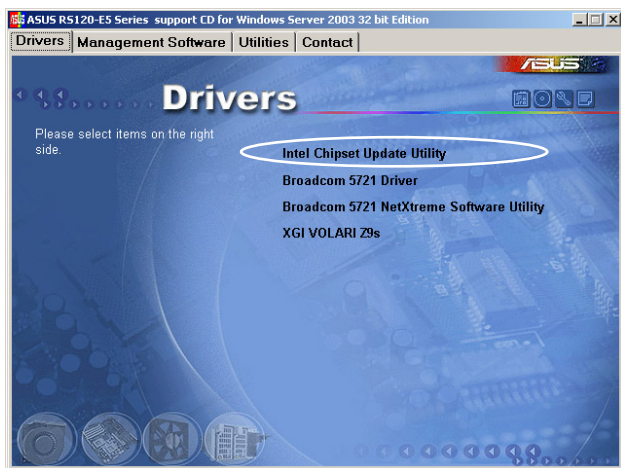 ASUS RS120-E5 Series support CD for Windows Server 2003 32 bit Edition
Drivers Management Software Utilities Contact
ASUS
Drivers
Please select items on the right
side.
Intel Chipset Update Utility
Broadcom 5721 Driver
Broadcom 5721 NetXtreme Software Utility
XGI VOLARI Z9s